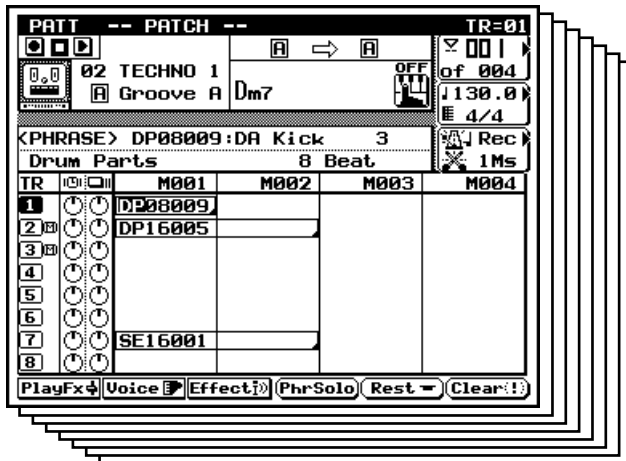 PATT -- PATCH -- TR=01
A ⇨ A 001
02 TECHNO 1 of 004
A Groove A Dm7 OFF ♩130.0
4/4
<PHRASE> DP08009:DA Kick 3 Rec
Drum Parts 8 Beat 1Ms
TR M001 M002 M003 M004
1 DP08009
2 M DP16005
3 M
4
5
6
7 SE16001
8
PlayFx Voice Effect PhrSolo Rest Clear(!)